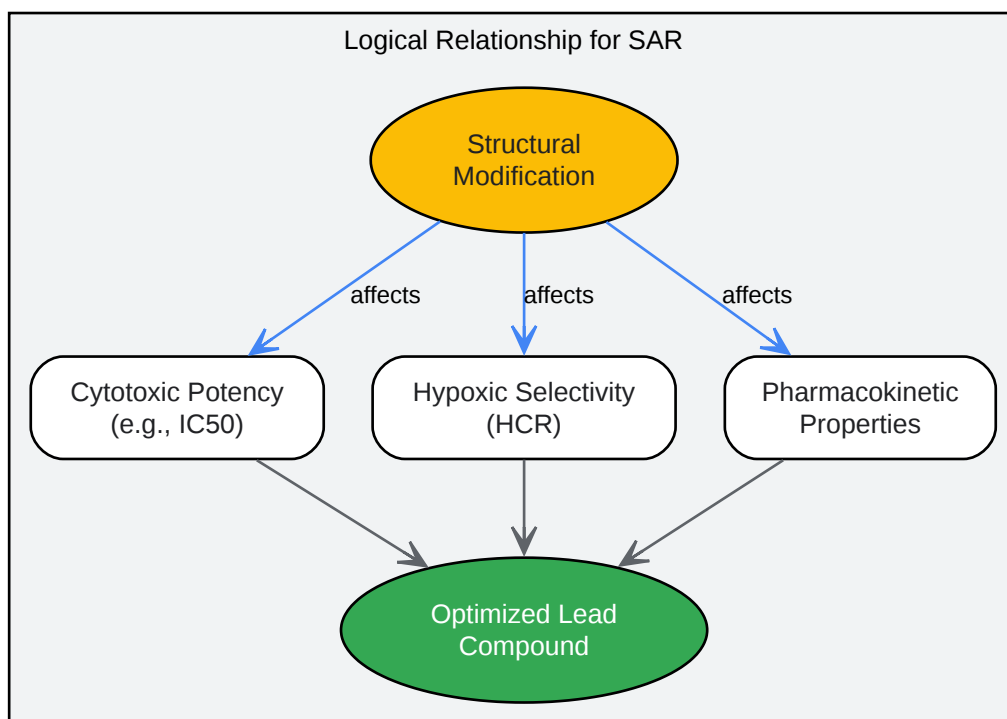 Logical Relationship for SAR
Structural
Modification
affects
affects
affects
Cytotoxic Potency
(e.g., IC50)
Hypoxic Selectivity
(HCR)
Pharmacokinetic
Properties
Optimized Lead
Compound